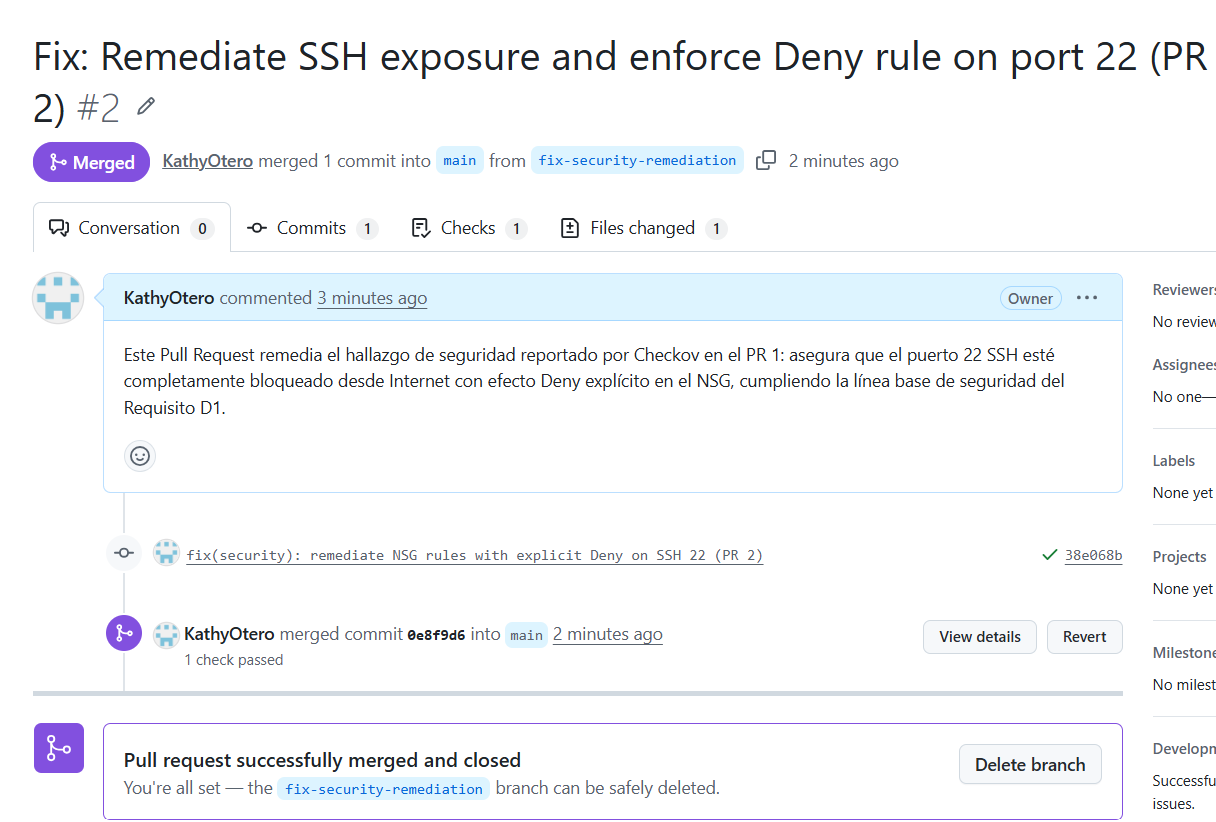 Fix: Remediate SSH exposure and enforce Deny rule on port 22 (PR
2) #2
Merged KathyOtero merged 1 commit into main from fix-security-remediation 2 minutes ago
Conversation 0 Commits 1 Checks 1 Files changed 1
KathyOtero commented 3 minutes ago Owner ...
Este Pull Request remedia el hallazgo de seguridad reportado por Checkov en el PR 1: asegura que el puerto 22 SSH esté
completamente bloqueado desde Internet con efecto Deny explícito en el NSG, cumpliendo la línea base de seguridad del
Requisito D1.
fix(security): remediate NSG rules with explicit Deny on SSH 22 (PR 2) 38e068b
KathyOtero merged commit 0e8f9d6 into main 2 minutes ago View details Revert
1 check passed
Pull request successfully merged and closed
You're all set — the fix-security-remediation branch can be safely deleted.
Delete branch
Reviewers
No review
Assignees
No one—
Labels
None yet
Projects
None yet
Milestone
No milest
Developm
Successfu
issues.